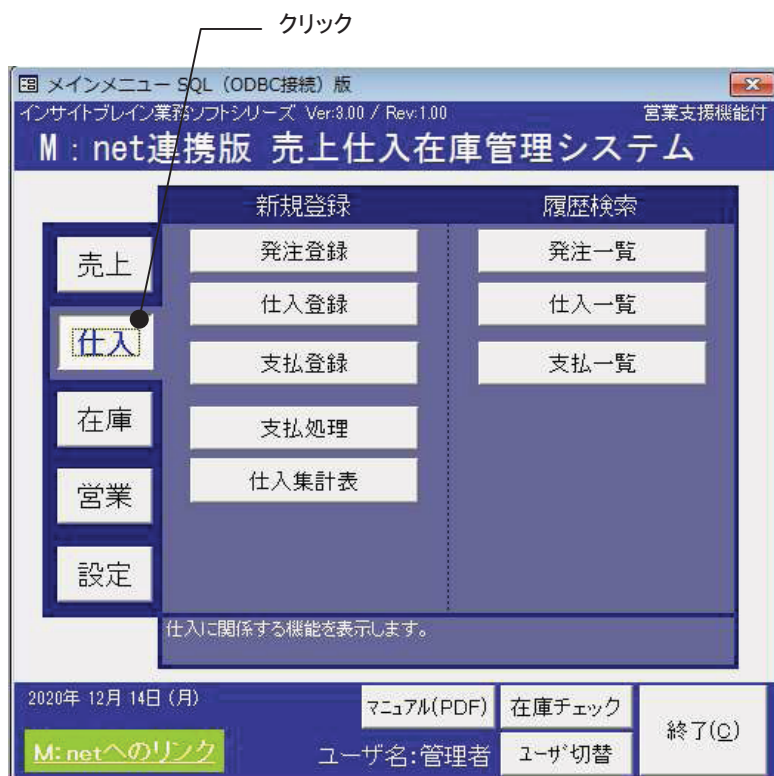 クリック
メインメニュー SQL（ODBC接続）版
インサイトブレイン業務ソフトシリーズ Ver:3.00 / Rev:1.00 営業支援機能付
M：net連携版 売上仕入在庫管理システム
新規登録 履歴検索
売上 発注登録 発注一覧
仕入 仕入登録 仕入一覧
支払登録 支払一覧
在庫 支払処理
営業 仕入集計表
設定
仕入に関係する機能を表示します。
2020年 12月 14日（月） ﾏﾆｭｱﾙ(PDF) 在庫チェック 終了(C)
M:netへのリンク ユーザ名:管理者 ﾕｰｻﾞ切替